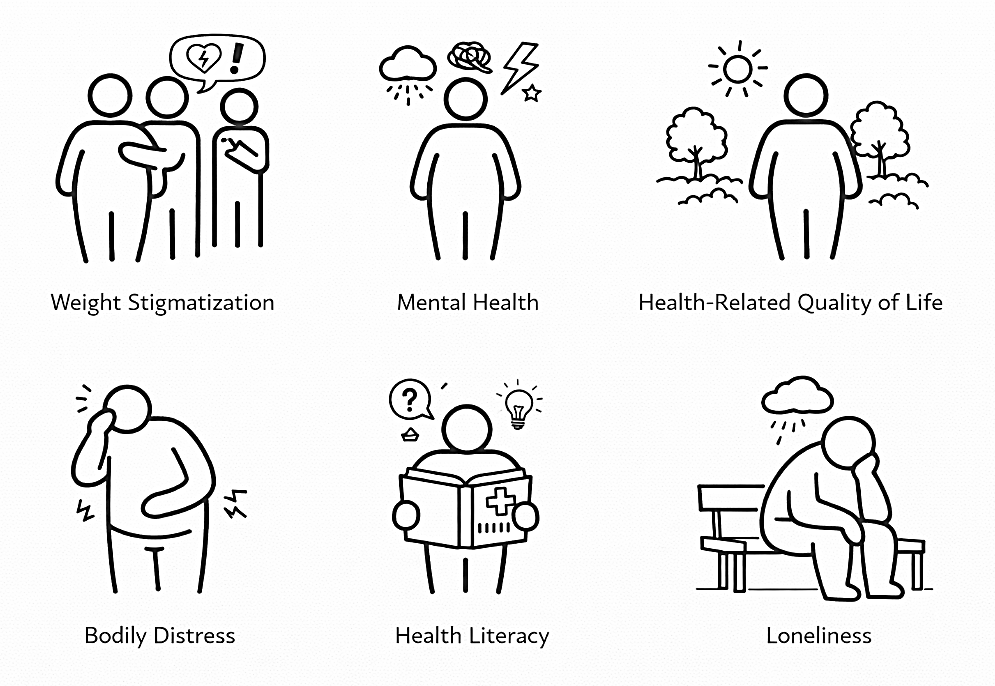 !
Weight Stigmatization
Mental Health
Health-Related Quality of Life
?
Bodily Distress
Health Literacy
Loneliness